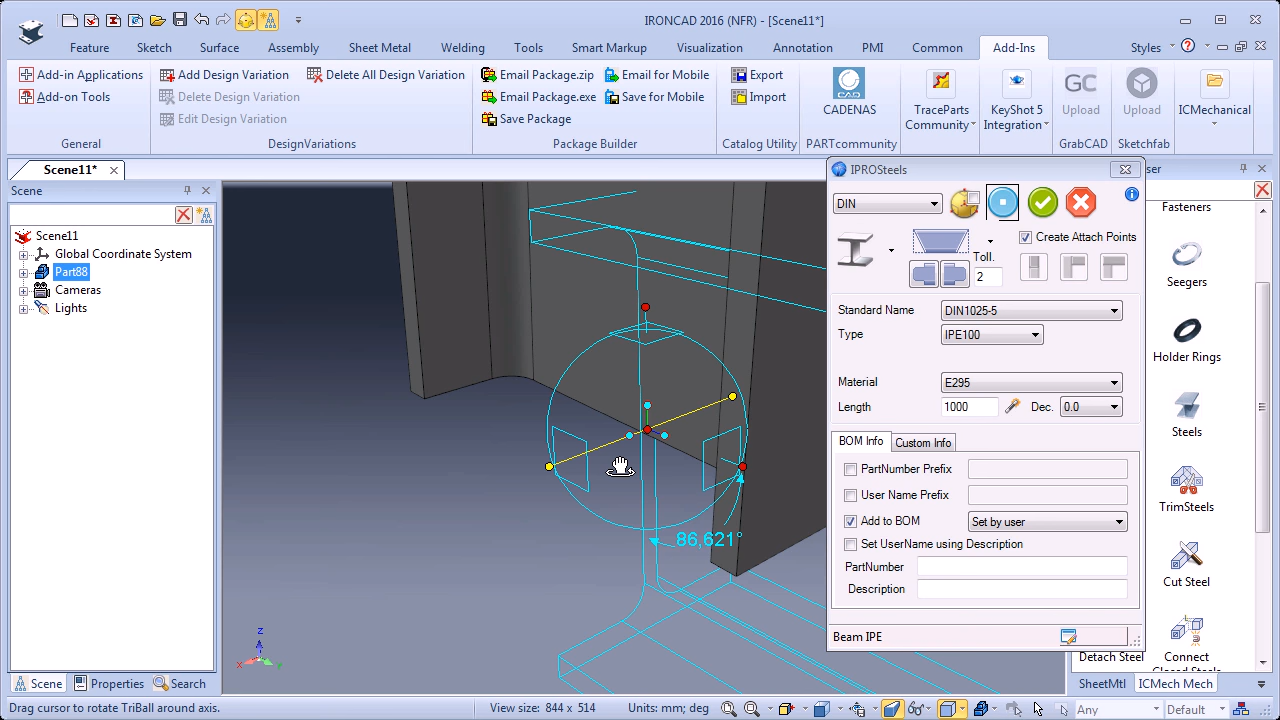 IRONCAD 2016 (NFR) - [Scene11*]
Feature Sketch Surface Assembly Sheet Metal Welding Tools Smart Markup Visualization Annotation PMI Common Add-Ins Styles
Add-in Applications Add Design Variation Delete All Design Variation Email Package.zip Email for Mobile Export
Add-on Tools Delete Design Variation Email Package.exe Save for Mobile Import
Edit Design Variation Save Package
CADENAS
TraceParts
Community
KeyShot 5
Integration
GC
Upload
Upload
ICMechanical
General DesignVariations Package Builder Catalog Utility PARTcommunity GrabCAD Sketchfab
Scene11*
Scene
Scene11
Global Coordinate System
Part88
Cameras
Lights
86,621°
Z
IPROSteels
DIN
Create Attach Points
Toll.
2
Standard Name DIN1025-5
Type IPE100
Material E295
Length 1000 Dec. 0.0
BOM Info Custom Info
PartNumber Prefix
User Name Prefix
Add to BOM Set by user
Set UserName using Description
PartNumber
Description
Beam IPE
ser
Fasteners
Seegers
Holder Rings
Steels
TrimSteels
Cut Steel
Connect
Detach Steel
Scene Properties Search
SheetMtl ICMech Mech
Drag cursor to rotate TriBall around axis. View size: 844 x 514 Units: mm; deg Any Default